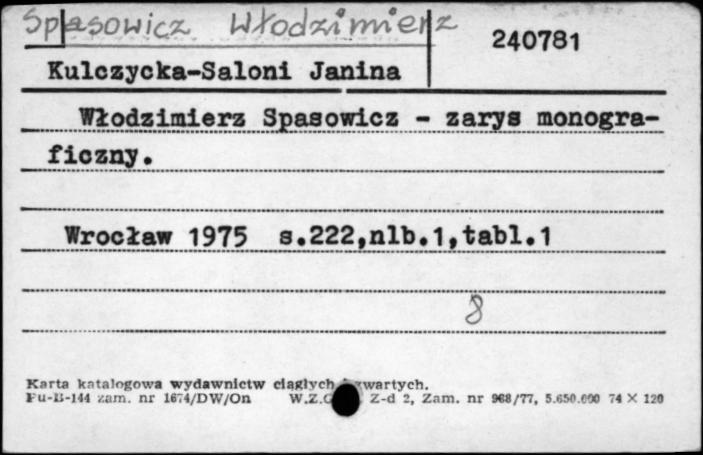 Spasowicz Włodzimierz
240781
Kulczycka-Saloni Janina
Włodzimierz Spasowicz - zarys monogra-
ficzny.
Wrocław 1975 s.222,nlb.1,tabl.1
8
Karta katalogowa wydawnictw ciągłych zwartych.
Pu-B-144 zam. nr 1674/DW/On W.Z.G. Z-d 2, Zam. nr 968/77, 5.650.000 74 × 120